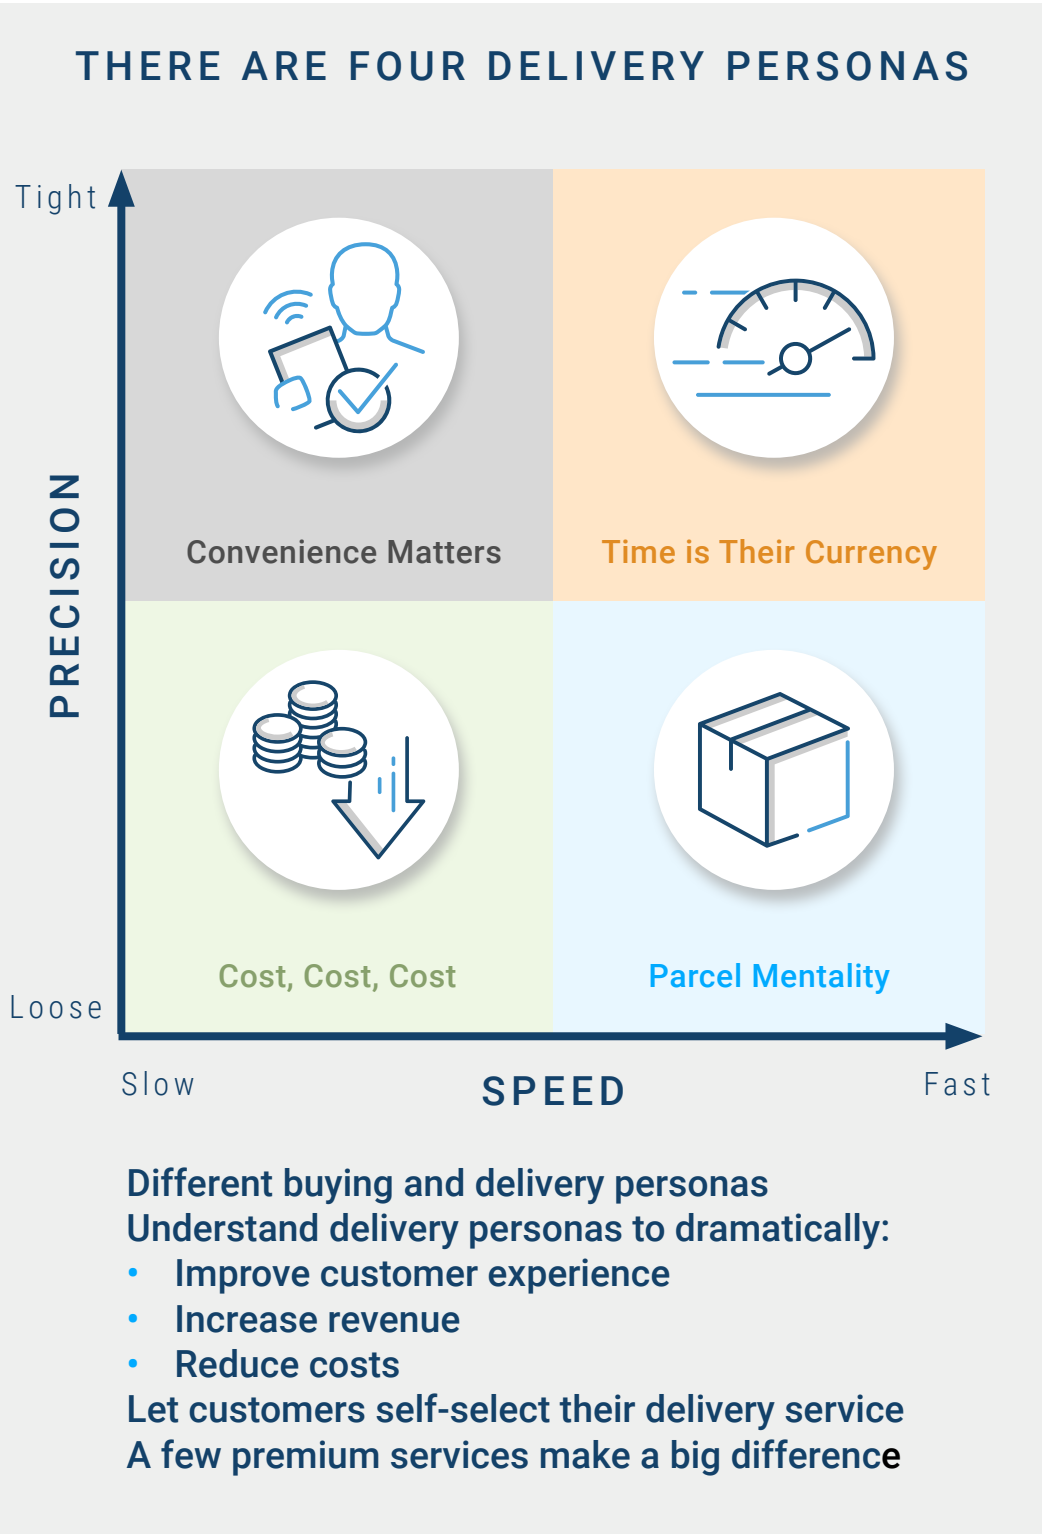 THERE ARE FOUR DELIVERY PERSONAS
Tight
PRECISION
Convenience Matters
Time is Their Currency
Cost, Cost, Cost
Parcel Mentality
Loose
Slow
SPEED
Fast
Different buying and delivery personas
Understand delivery personas to dramatically:
• Improve customer experience
• Increase revenue
• Reduce costs
Let customers self-select their delivery service
A few premium services make a big difference